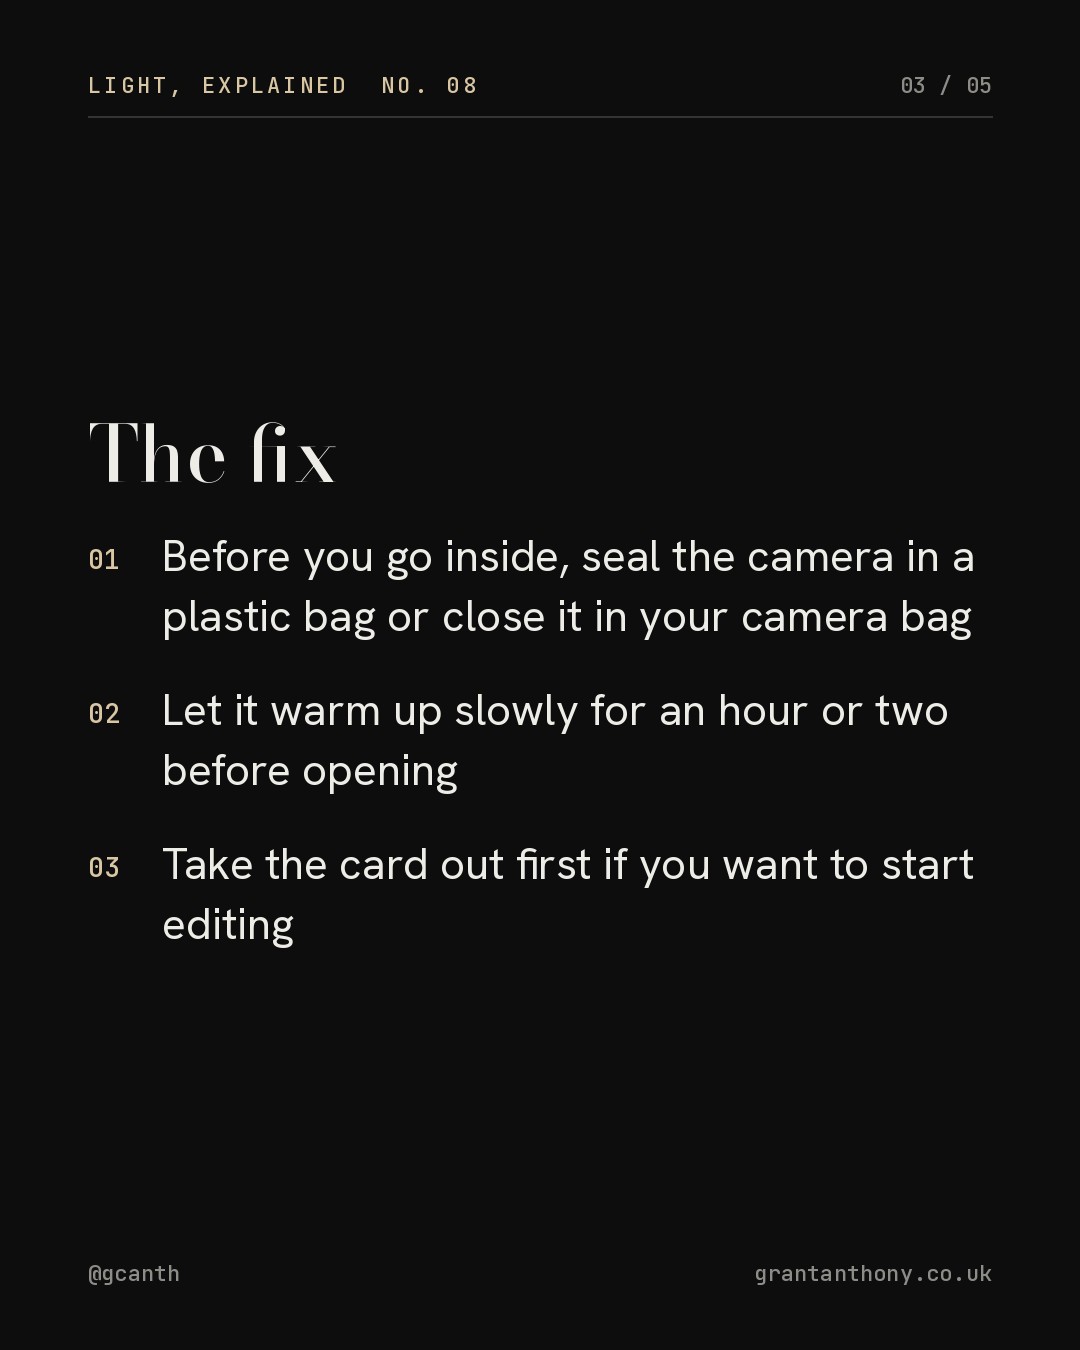 LIGHT, EXPLAINED NO. 08
03 / 05
The fix
01 Before you go inside, seal the camera in a
plastic bag or close it in your camera bag
02 Let it warm up slowly for an hour or two
before opening
03 Take the card out first if you want to start
editing
@gcanth
grantanthony.co.uk